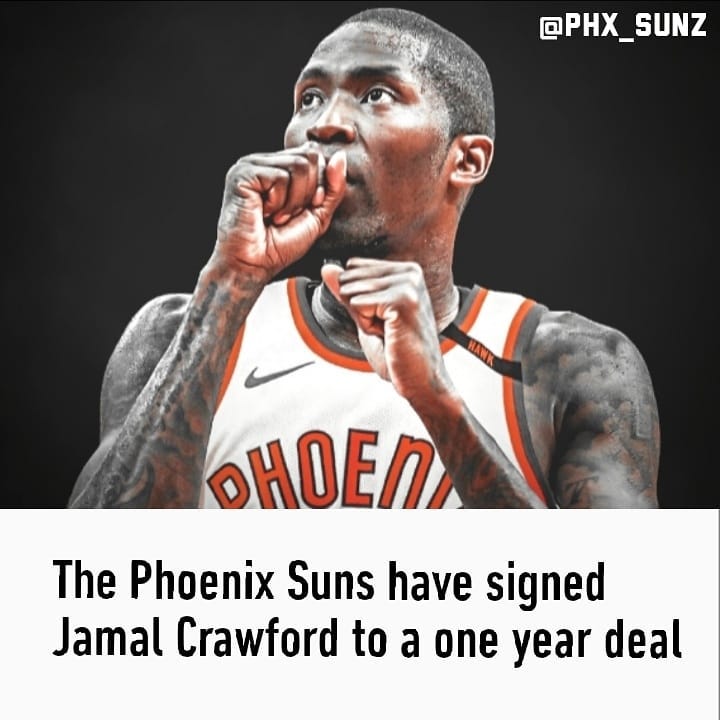 @PHX_SUNZ
HAWK
PHOENI
The Phoenix Suns have signed
Jamal Crawford to a one year deal